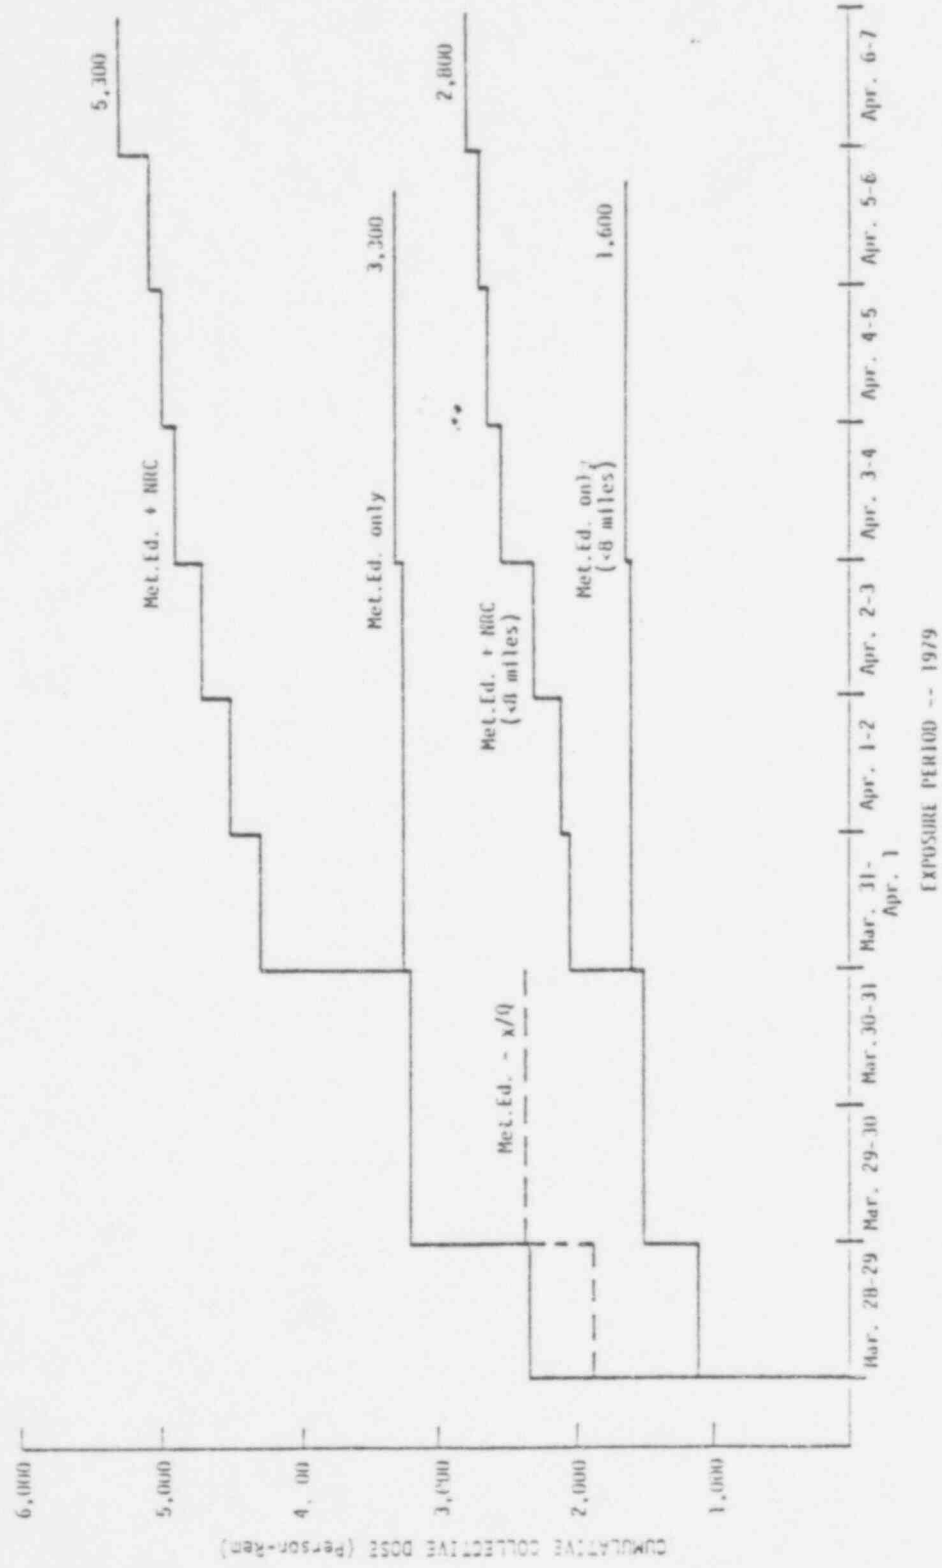 CUMULATIVE COLLECTIVE DOSE (Person-Rem)
6,000
5,000
4, 00
3,000
2,000
1,000
5,300
Met.Ed. + NRC
3,300
Met.Ed. only
2,800
Met.Ed. + NRC
(<8 miles)
1,600
Met.Ed. only
(<8 miles)
Met.Ed. - x/Q
Mar. 28-29
Mar. 29-30
Mar.30-31
Mar. 31-
Apr. 1
Apr. 1-2
Apr. 2-3
Apr. 3-4
Apr. 4-5
Apr. 5-6
Apr. 6-7
EXPOSURE PERIOD -- 1979